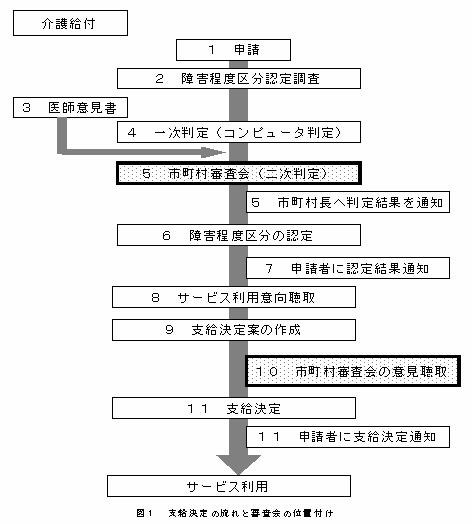 介護給付
１　申請
２　障害程度区分認定調査
３　医師意見書
４　一次判定（コンピュータ判定）
５　市町村審査会（二次判定）
５　市町村長へ判定結果を通知
６　障害程度区分の認定
７　申請者に認定結果通知
８　サービス利用意向聴取
９　支給決定案の作成
１０　市町村審査会の意見聴取
１１　支給決定
１１　申請者に支給決定通知
サービス利用
図１　支給決定の流れと審査会の位置付け